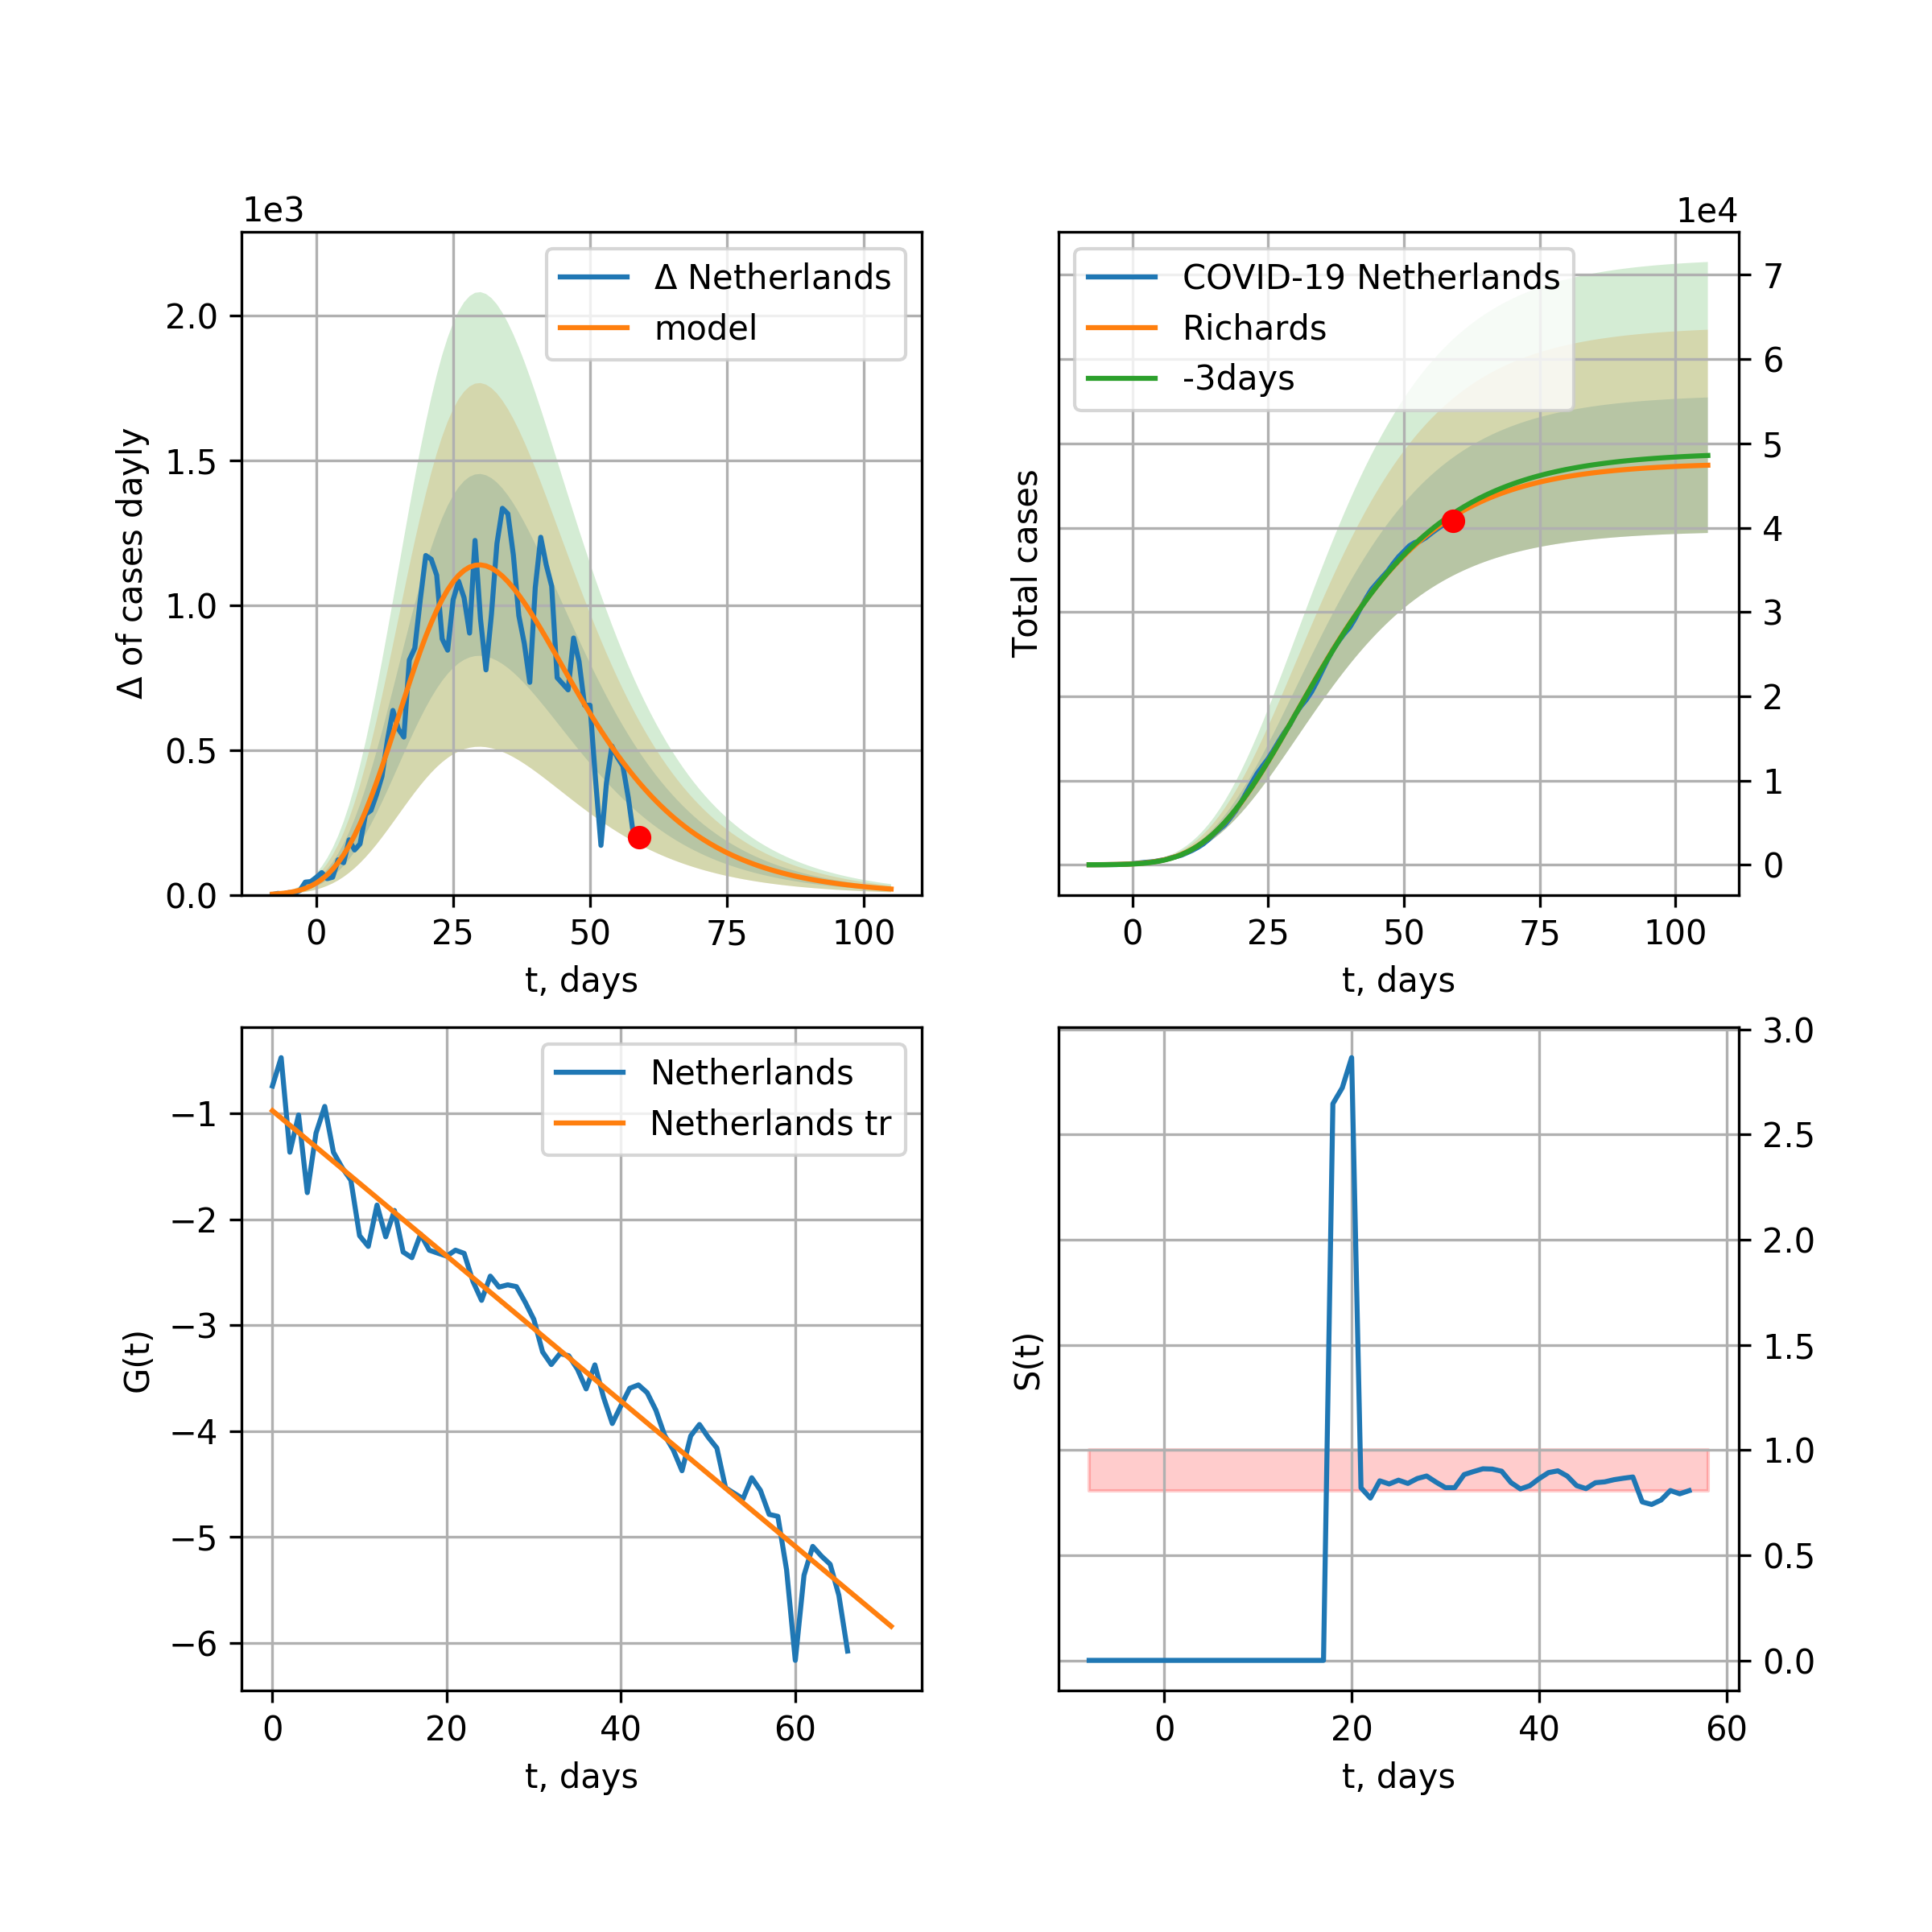 1e3
Δ Netherlands
model
2.0
1.5
1.0
0.5
0.0
Δ of cases dayly
0 25 50 75 100
t, days
1e4
COVID-19 Netherlands
Richards
-3days
7
6
5
4
3
2
1
0
Total cases
0 25 50 75 100
t, days
Netherlands
Netherlands tr
−1
−2
−3
−4
−5
−6
G(t)
0 20 40 60
t, days
3.0
2.5
2.0
1.5
1.0
0.5
0.0
S(t)
0 20 40 60
t, days